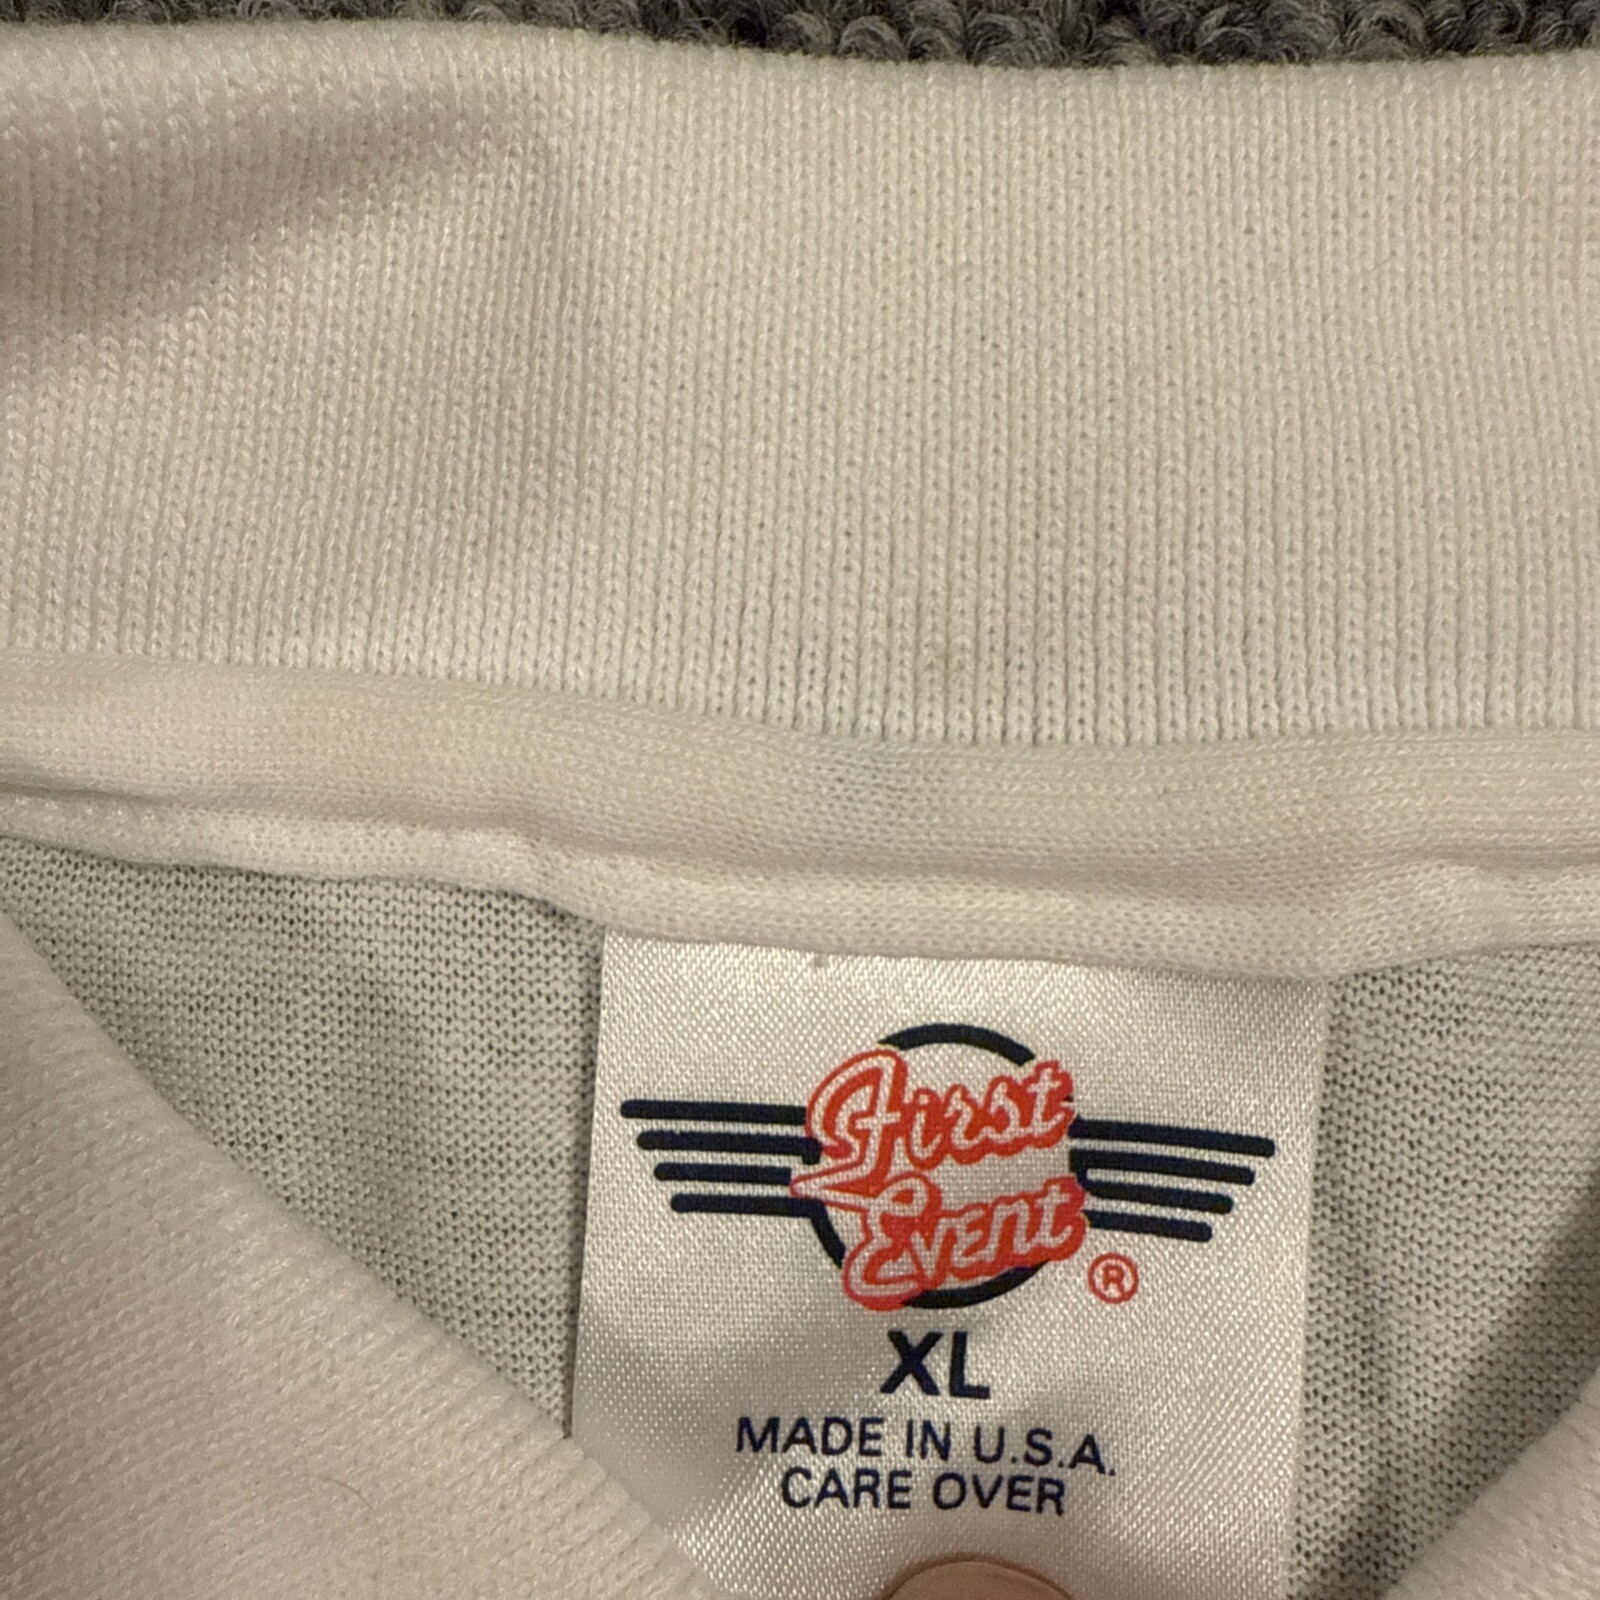 First
Event
®
XL
MADE IN U.S.A.
CARE OVER